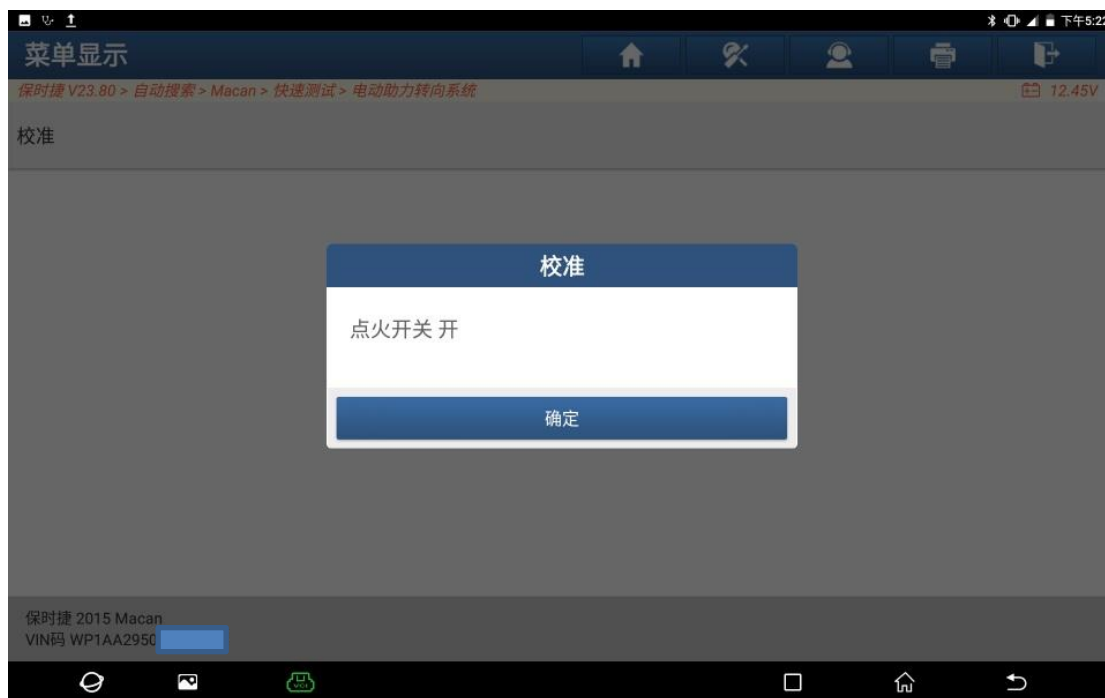 下午5:22
菜单显示
保时捷 V23.80 > 自动搜索 > Macan > 快速测试 > 电动助力转向系统
12.45V
校准
校准
点火开关 开
确定
保时捷 2015 Macan
VIN码 WP1AA2950
VCI